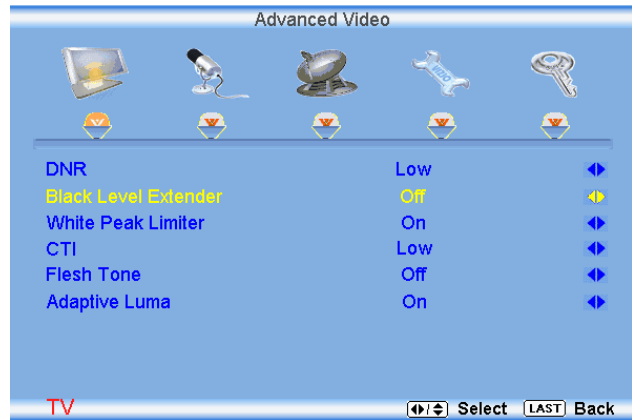 Advanced Video
DNR Low
Black Level Extender Off
White Peak Limiter On
CTI Low
Flesh Tone Off
Adaptive Luma On
TV Select LAST Back